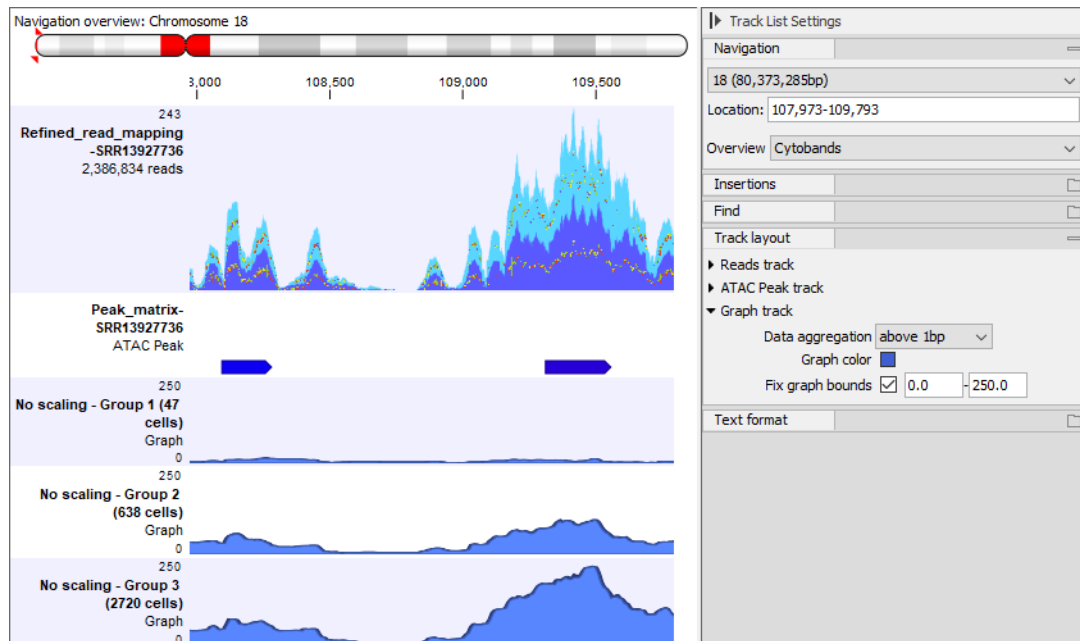 Navigation overview: Chromosome 18
3,000 108,500 109,000 109,500
243
Refined_read_mapping
-SRR13927736
2,386,834 reads
Peak_matrix-
SRR13927736
ATAC Peak
250
No scaling - Group 1 (47
cells)
Graph
0
250
No scaling - Group 2
(638 cells)
Graph
0
250
No scaling - Group 3
(2720 cells)
Graph
0
Track List Settings
Navigation
18 (80,373,285bp)
Location: 107,973-109,793
Overview Cytobands
Insertions
Find
Track layout
Reads track
ATAC Peak track
Graph track
Data aggregation above 1bp
Graph color
Fix graph bounds 0.0 - 250.0
Text format